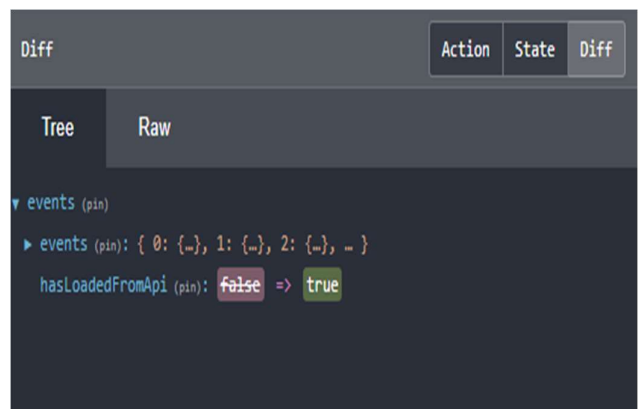 Diff Action State Diff
Tree Raw
▼ events (pin)
▶ events (pin): { 0: {…}, 1: {…}, 2: {…}, … }
hasLoadedFromApi (pin): false => true